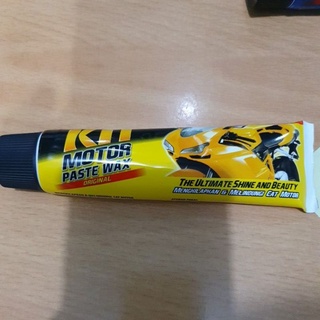 KIT
MOTOR
PASTE WAX
ORIGINAL
THE ULTIMATE SHINE AND BEAUTY
MENGKILAPKAN & MELINDUNGI CAT MOTOR